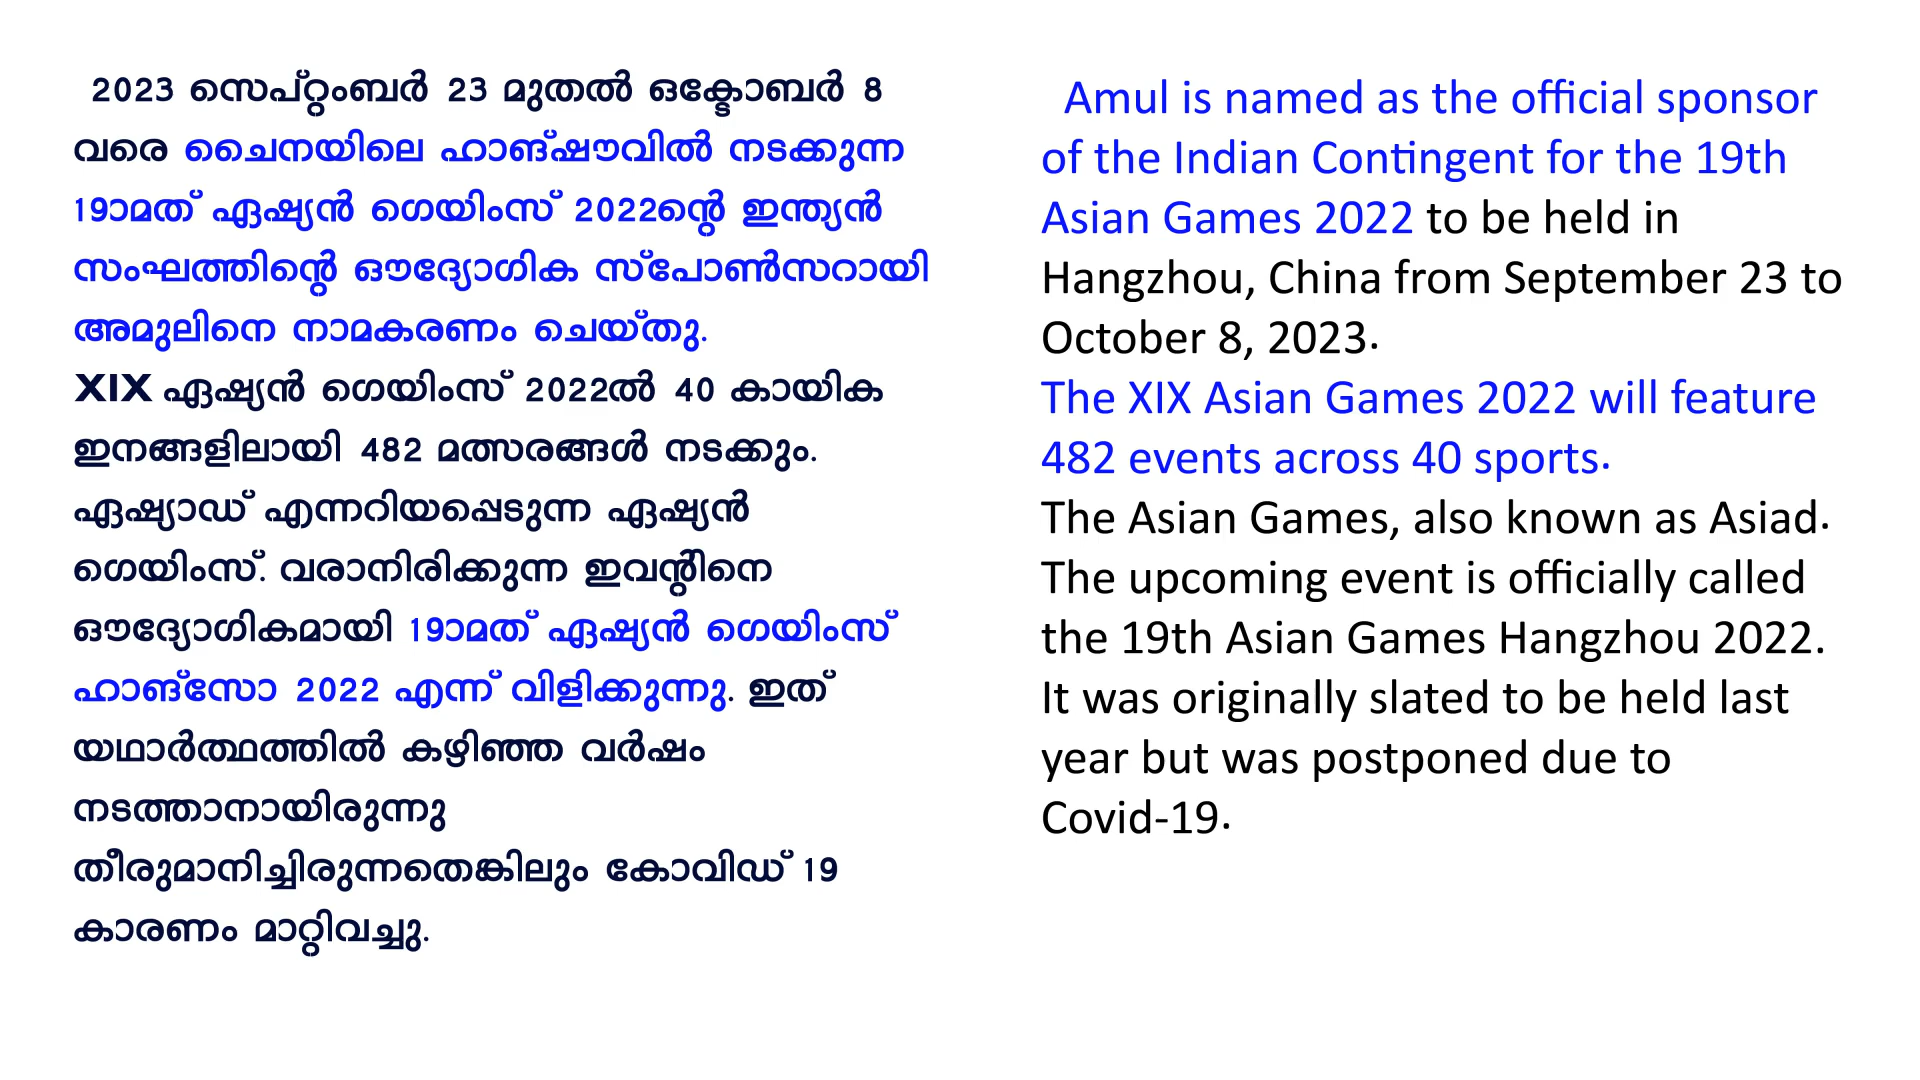 2023 സെപ്റ്റംബർ 23 മുതൽ ഒക്ടോബർ 8
വരെ ചൈനയിലെ ഹാങ്ഷൗവിൽ നടക്കുന്ന
19ാമത് ഏഷ്യൻ ഗെയിംസ് 2022ന്റെ ഇന്ത്യൻ
സംഘത്തിന്റെ ഔദ്യോഗിക സ്പോൺസറായി
അമുലിനെ നാമകരണം ചെയ്തു.
XIX ഏഷ്യൻ ഗെയിംസ് 2022ൽ 40 കായിക
ഇനങ്ങളിലായി 482 മത്സരങ്ങൾ നടക്കും.
ഏഷ്യാഡ് എന്നറിയപ്പെടുന്ന ഏഷ്യൻ
ഗെയിംസ്. വരാനിരിക്കുന്ന ഇവന്റിനെ
ഔദ്യോഗികമായി 19ാമത് ഏഷ്യൻ ഗെയിംസ്
ഹാങ്സോ 2022 എന്ന് വിളിക്കുന്നു. ഇത്
യഥാർത്ഥത്തിൽ കഴിഞ്ഞ വർഷം
നടത്താനായിരുന്നു
തീരുമാനിച്ചിരുന്നതെങ്കിലും കോവിഡ് 19
കാരണം മാറ്റിവച്ചു.
Amul is named as the official sponsor
of the Indian Contingent for the 19th
Asian Games 2022 to be held in
Hangzhou, China from September 23 to
October 8, 2023.
The XIX Asian Games 2022 will feature
482 events across 40 sports.
The Asian Games, also known as Asiad.
The upcoming event is officially called
the 19th Asian Games Hangzhou 2022.
It was originally slated to be held last
year but was postponed due to
Covid-19.